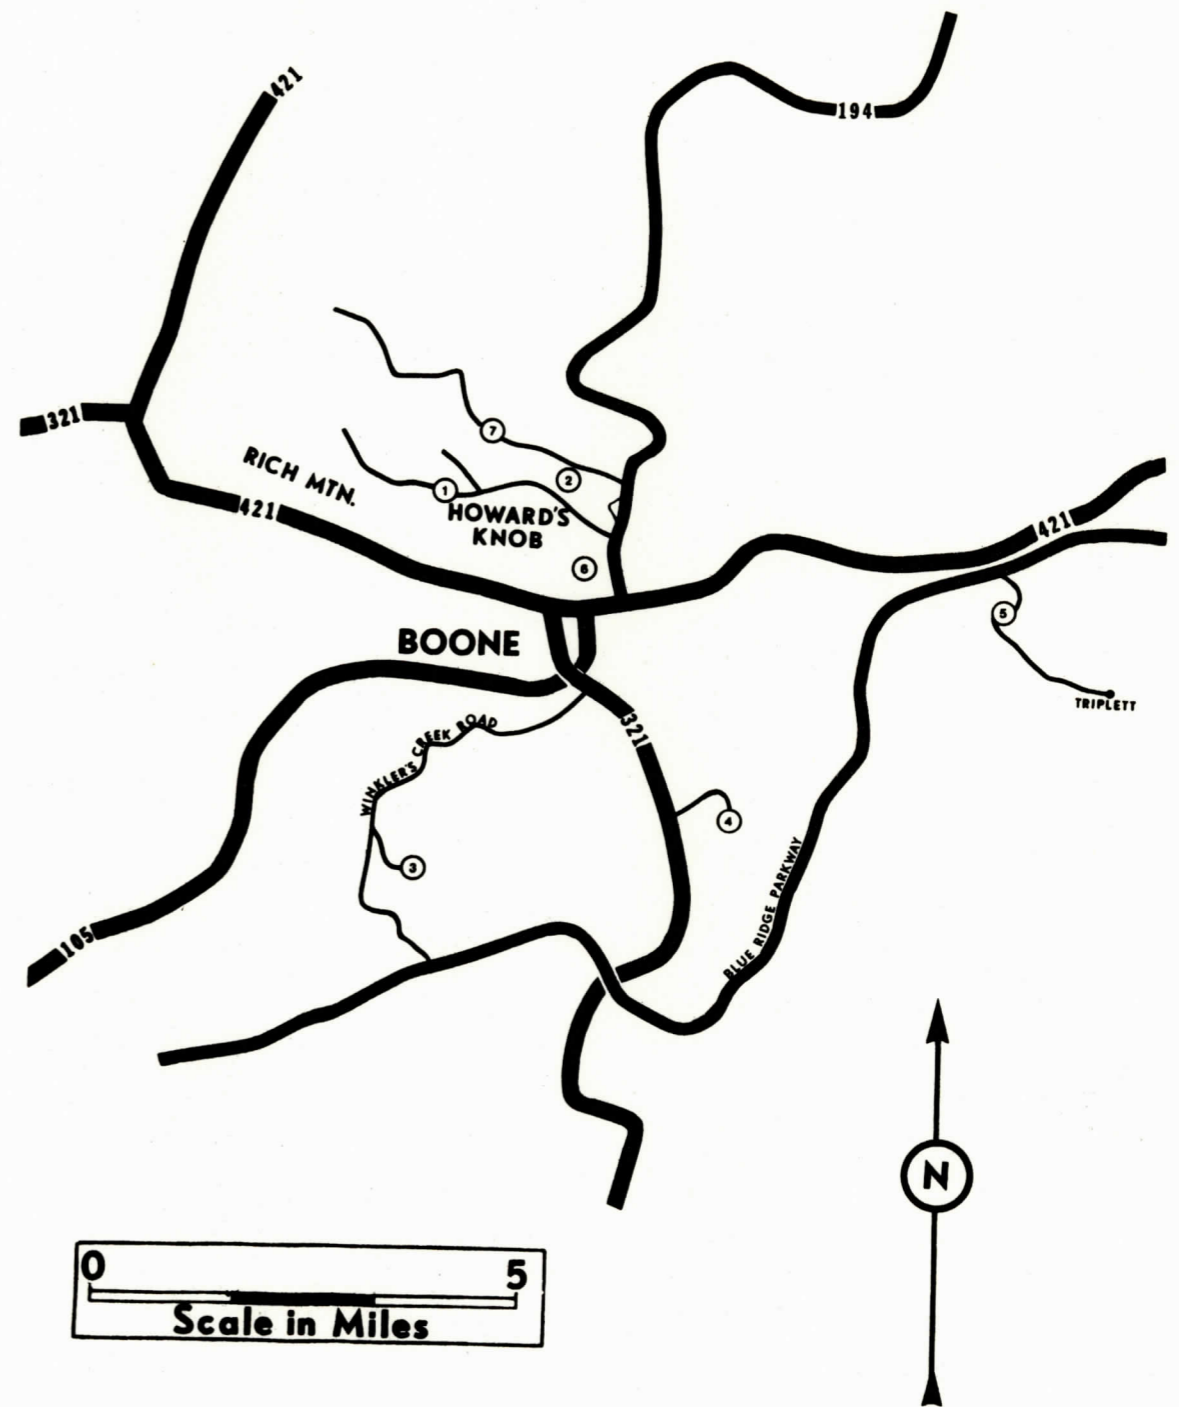 421
194
321
RICH MTN.
421
7
2
1
HOWARD'S
KNOB
6
421
5
BOONE
TRIPLETT
321
WINKLER'S CREEK ROAD
4
3
BLUE RIDGE PARKWAY
105
N
0 5
Scale in Miles